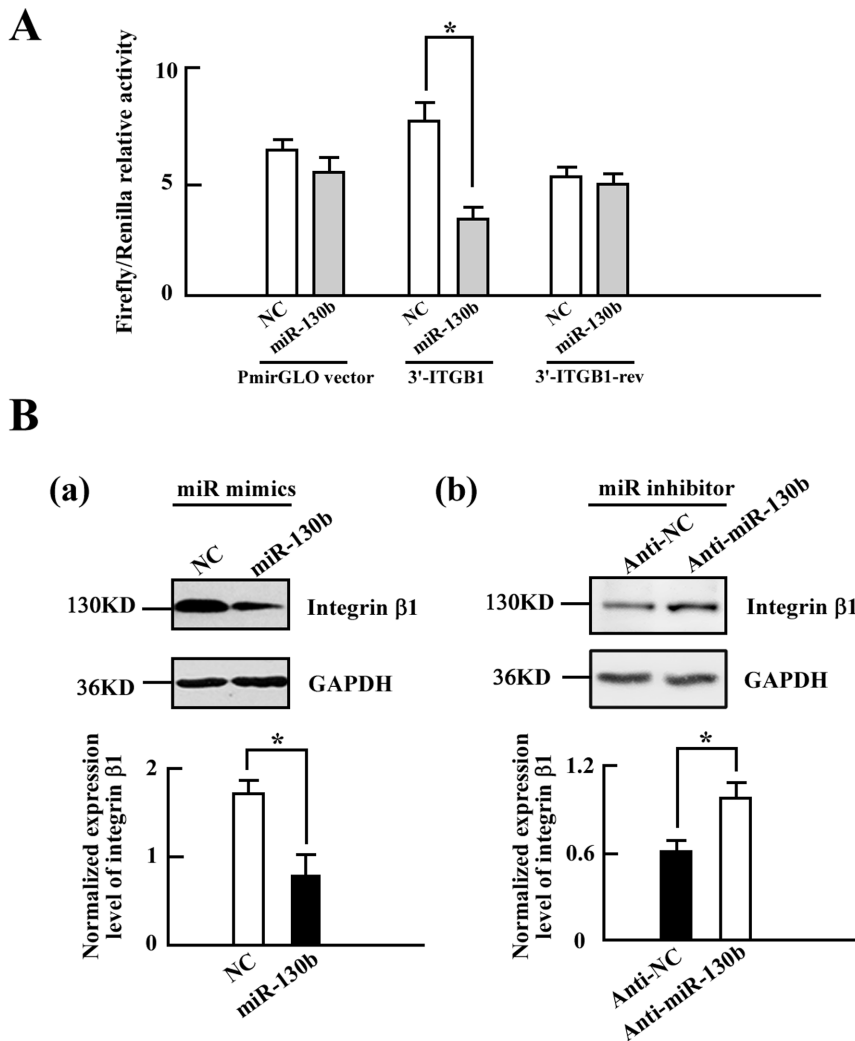 A
Firefly/Renilla relative activity
10
5
0
*
NC
miR-130b
NC
miR-130b
NC
miR-130b
PmirGLO vector
3'-ITGB1
3'-ITGB1-rev
B
(a)
miR mimics
NC
miR-130b
130KD
Integrin β1
36KD
GAPDH
Normalized expression
level of integrin β1
2
1
0
*
NC
miR-130b
(b)
miR inhibitor
Anti-NC
Anti-miR-130b
130KD
Integrin β1
36KD
GAPDH
Normalized expression
level of integrin β1
1.2
0.6
0
*
Anti-NC
Anti-miR-130b